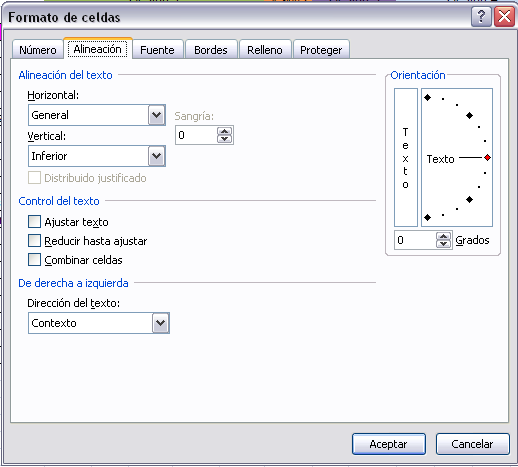 Formato de celdas
Número Alineación Fuente Bordes Relleno Proteger
Alineación del texto
Horizontal:
General
Sangría:
Vertical:
0
Inferior
Distribuido justificado
Control del texto
Ajustar texto
Reducir hasta ajustar
Combinar celdas
De derecha a izquierda
Dirección del texto:
Contexto
Orientación
Texto
Texto
0 Grados
Aceptar Cancelar